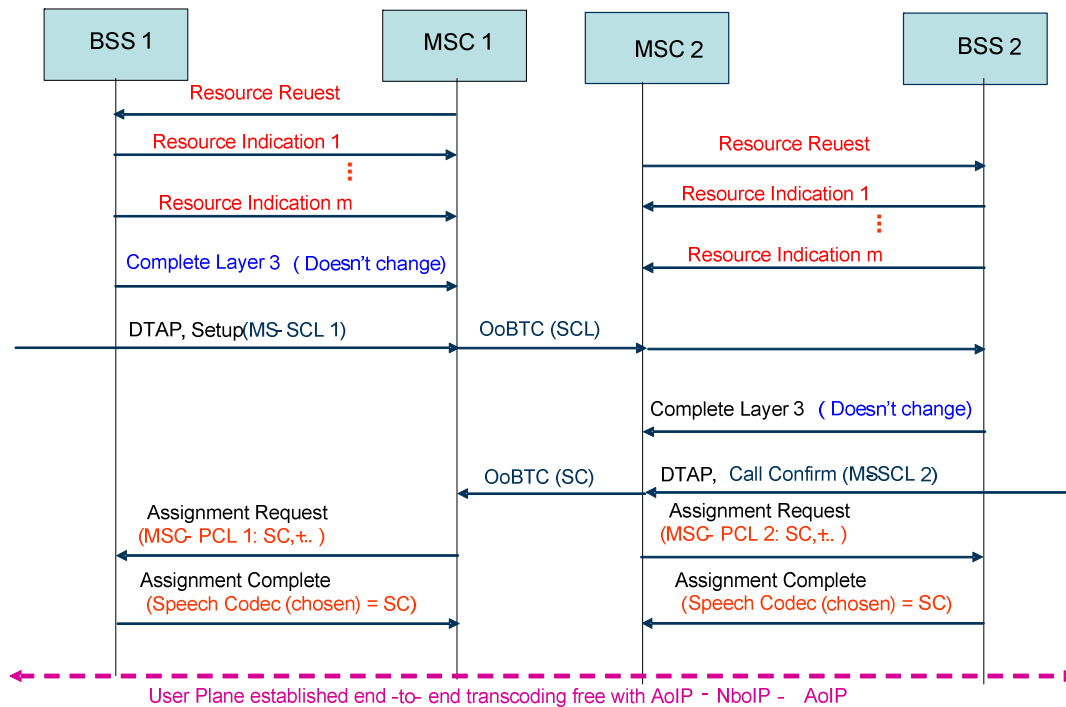 BSS 1
MSC 1
MSC 2
BSS 2
Resource Reuest
Resource Indication 1
Resource Reuest
Resource Indication m
Resource Indication 1
Resource Indication m
Complete Layer 3 ( Doesn't change)
DTAP, Setup(MS- SCL 1)
OoBTC (SCL)
Complete Layer 3 ( Doesn't change)
OoBTC (SC)
DTAP, Call Confirm (MS-SCL 2)
Assignment Request
(MSC- PCL 1: SC,+.. )
Assignment Request
(MSC- PCL 2: SC,+.. )
Assignment Complete
(Speech Codec (chosen) = SC)
Assignment Complete
(Speech Codec (chosen) = SC)
User Plane established end -to- end transcoding free with AoIP - NboIP - AoIP